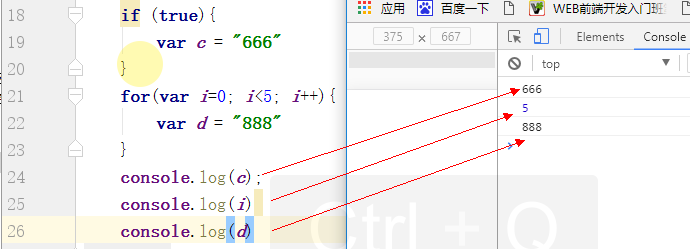 18 if (true){
19 var c = "666"
20 }
21 for(var i=0; i<5; i++){
22 var d = "888"
23 }
24 console.log(c);
25 console.log(i)
26 console.log(d)
应用 百度一下 WEB前端开发入门班
375 × 667
Elements Console
top
666
5
888
Ctrl + Q